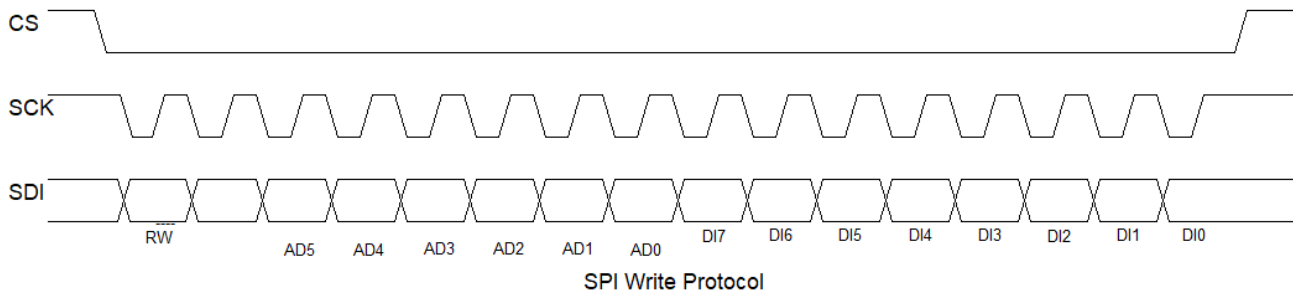 CS
SCK
SDI
RW AD5 AD4 AD3 AD2 AD1 AD0 DI7 DI6 DI5 DI4 DI3 DI2 DI1 DI0
SPI Write Protocol